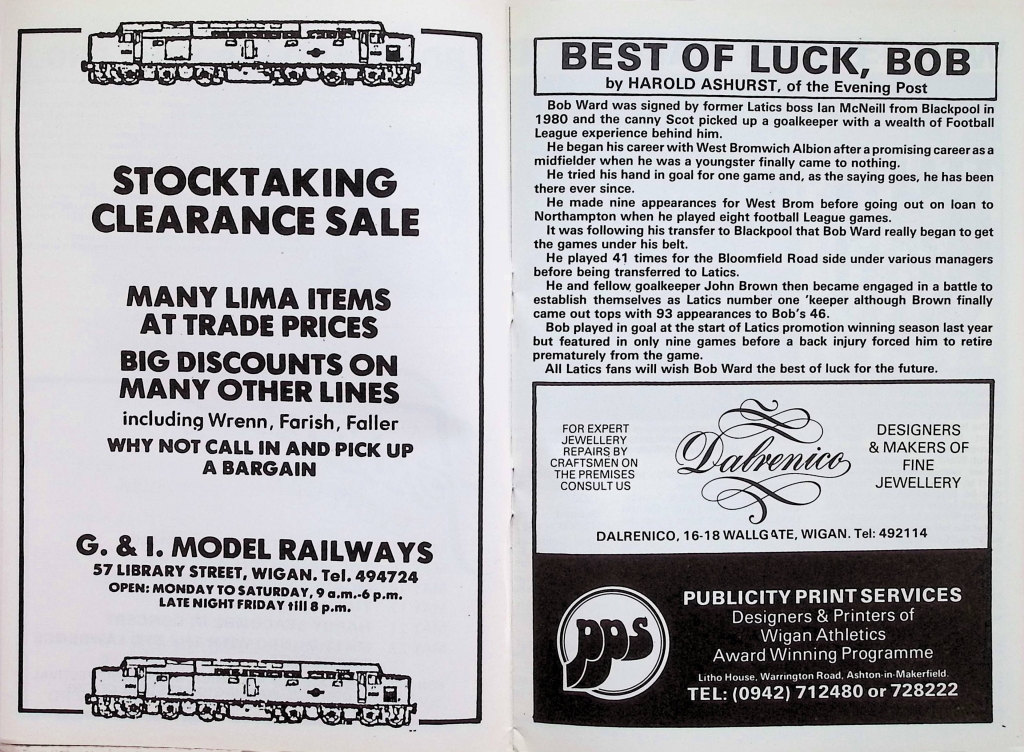 STOCKTAKING
CLEARANCE SALE
MANY LIMA ITEMS
AT TRADE PRICES
BIG DISCOUNTS ON
MANY OTHER LINES
including Wrenn, Farish, Faller
WHY NOT CALL IN AND PICK UP
A BARGAIN
G. & I. MODEL RAILWAYS
57 LIBRARY STREET, WIGAN. Tel. 494724
OPEN: MONDAY TO SATURDAY, 9 a.m.-6 p.m.
LATE NIGHT FRIDAY till 8 p.m.
BEST OF LUCK, BOB
by HAROLD ASHURST, of the Evening Post
Bob Ward was signed by former Latics boss Ian McNeill from Blackpool in
1980 and the canny Scot picked up a goalkeeper with a wealth of Football
League experience behind him.
He began his career with West Bromwich Albion after a promising career as a
midfielder when he was a youngster finally came to nothing.
He tried his hand in goal for one game and, as the saying goes, he has been
there ever since.
He made nine appearances for West Brom before going out on loan to
Northampton when he played eight football League games.
It was following his transfer to Blackpool that Bob Ward really began to get
the games under his belt.
He played 41 times for the Bloomfield Road side under various managers
before being transferred to Latics.
He and fellow goalkeeper John Brown then became engaged in a battle to
establish themselves as Latics number one 'keeper although Brown finally
came out tops with 93 appearances to Bob's 46.
Bob played in goal at the start of Latics promotion winning season last year
but featured in only nine games before a back injury forced him to retire
prematurely from the game.
All Latics fans will wish Bob Ward the best of luck for the future.
FOR EXPERT
JEWELLERY
REPAIRS BY
CRAFTSMEN ON
THE PREMISES
CONSULT US
Dalrenico
DESIGNERS
& MAKERS OF
FINE
JEWELLERY
DALRENICO, 16-18 WALLGATE, WIGAN. Tel: 492114
pps
PUBLICITY PRINT SERVICES
Designers & Printers of
Wigan Athletics
Award Winning Programme
Litho House, Warrington Road, Ashton-in-Makerfield.
TEL: (0942) 712480 or 728222